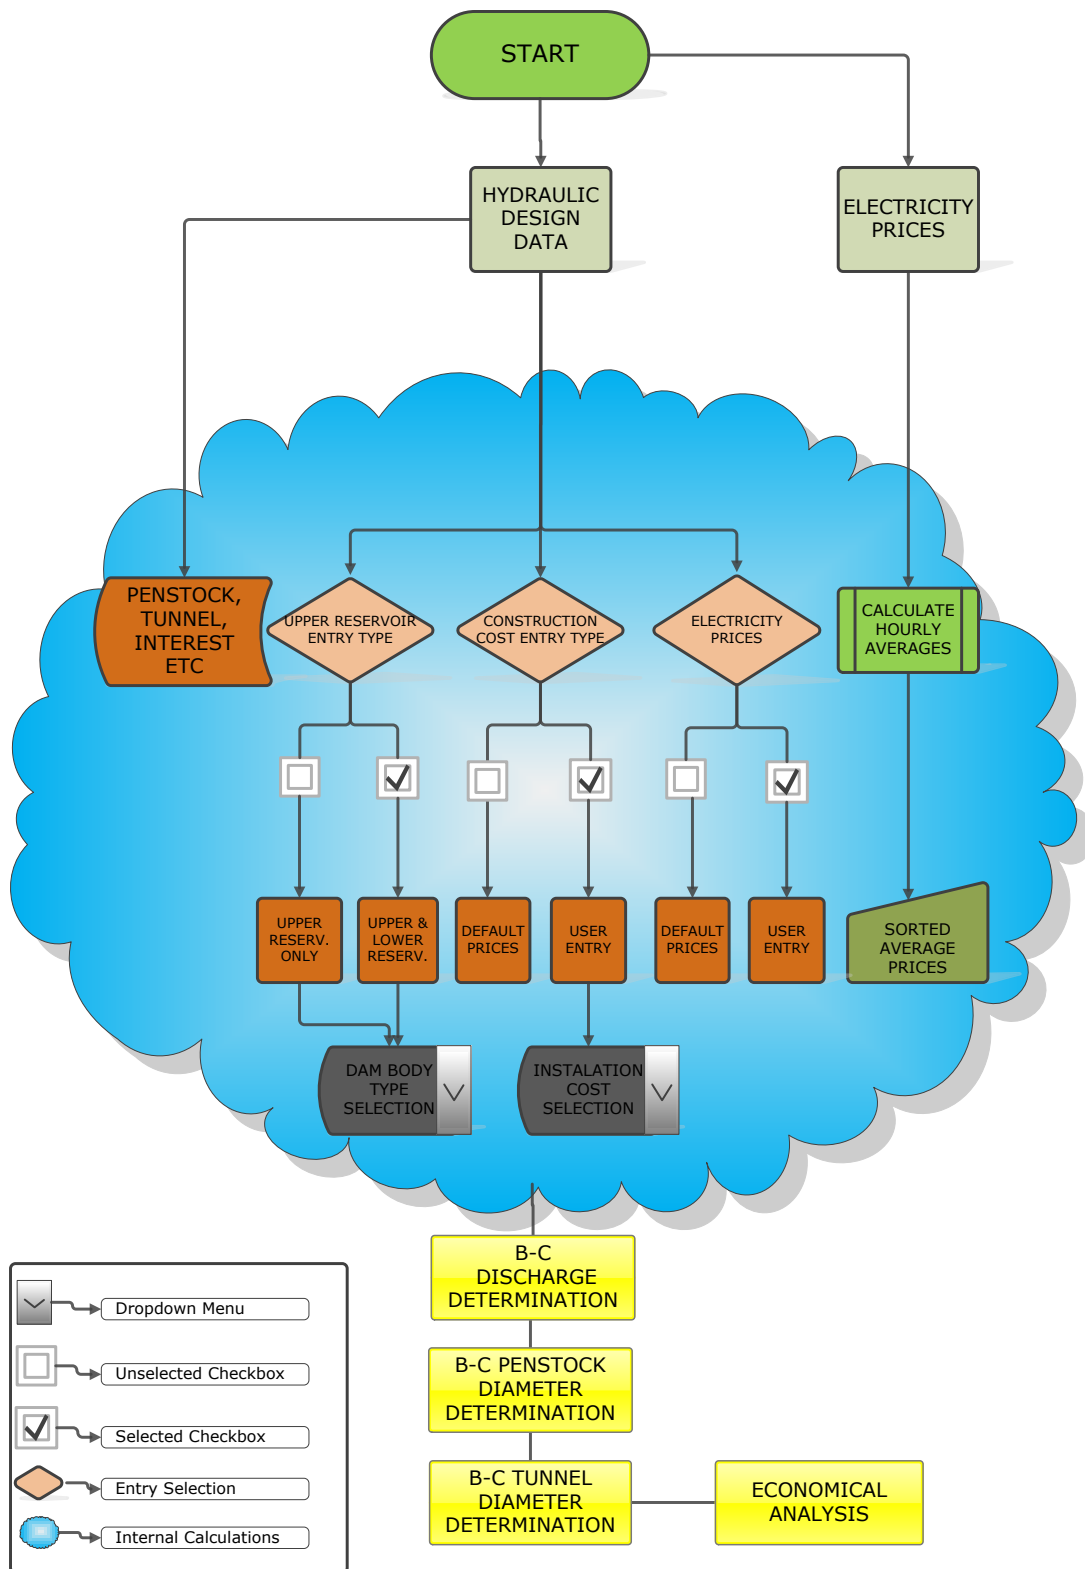 START
HYDRAULIC
DESIGN
DATA
ELECTRICITY
PRICES
PENSTOCK,
TUNNEL,
INTEREST
ETC
UPPER RESERVOIR
ENTRY TYPE
CONSTRUCTION
COST ENTRY TYPE
ELECTRICITY
PRICES
CALCULATE
HOURLY
AVERAGES
UPPER
RESERV.
ONLY
UPPER &
LOWER
RESERV.
DEFAULT
PRICES
USER
ENTRY
DEFAULT
PRICES
USER
ENTRY
SORTED
AVERAGE
PRICES
DAM BODY
TYPE
SELECTION
INSTALATION
COST
SELECTION
B-C
DISCHARGE
DETERMINATION
B-C PENSTOCK
DIAMETER
DETERMINATION
B-C TUNNEL
DIAMETER
DETERMINATION
ECONOMICAL
ANALYSIS
Dropdown Menu
Unselected Checkbox
Selected Checkbox
Entry Selection
Internal Calculations